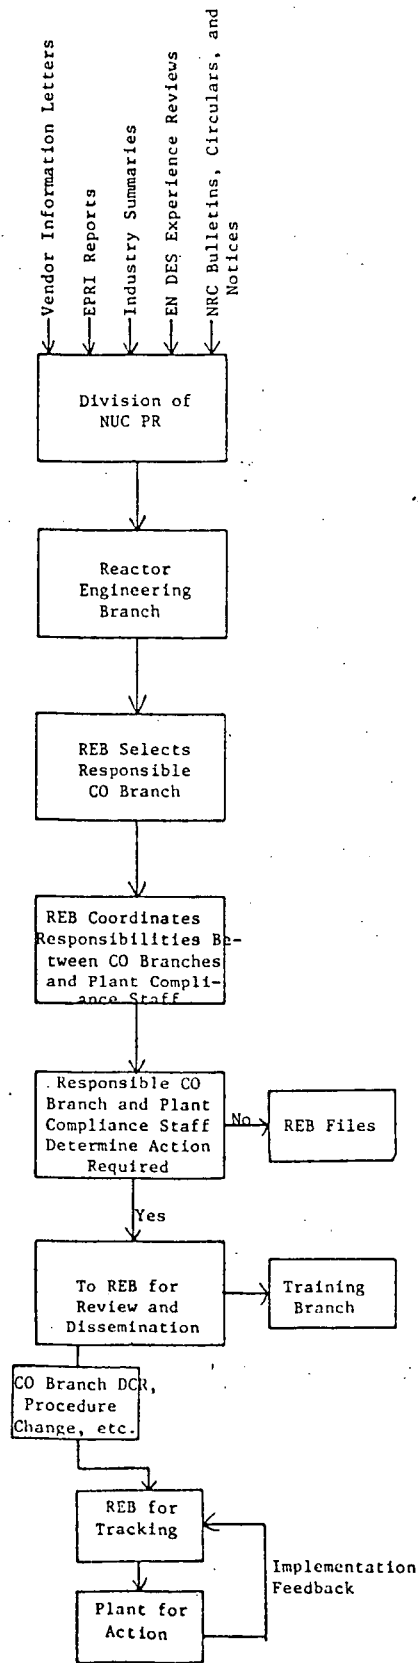 Vendor Information Letters
EPRI Reports
Industry Summaries
EN DES Experience Reviews
NRC Bulletins, Circulars, and
Notices
Division of
NUC PR
Reactor
Engineering
Branch
REB Selects
Responsible
CO Branch
REB Coordinates
Responsibilities Be-
tween CO Branches
and Plant Compli-
ance Staff
Responsible CO
Branch and Plant
Compliance Staff
Determine Action
Required
No
REB Files
Yes
To REB for
Review and
Dissemination
Training
Branch
CO Branch DCR,
Procedure
Change, etc.
REB for
Tracking
Implementation
Feedback
Plant for
Action